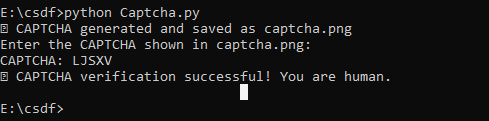 E:\csdf>python Captcha.py
� CAPTCHA generated and saved as captcha.png
Enter the CAPTCHA shown in captcha.png:
CAPTCHA: LJSXV
� CAPTCHA verification successful! You are human.
E:\csdf>